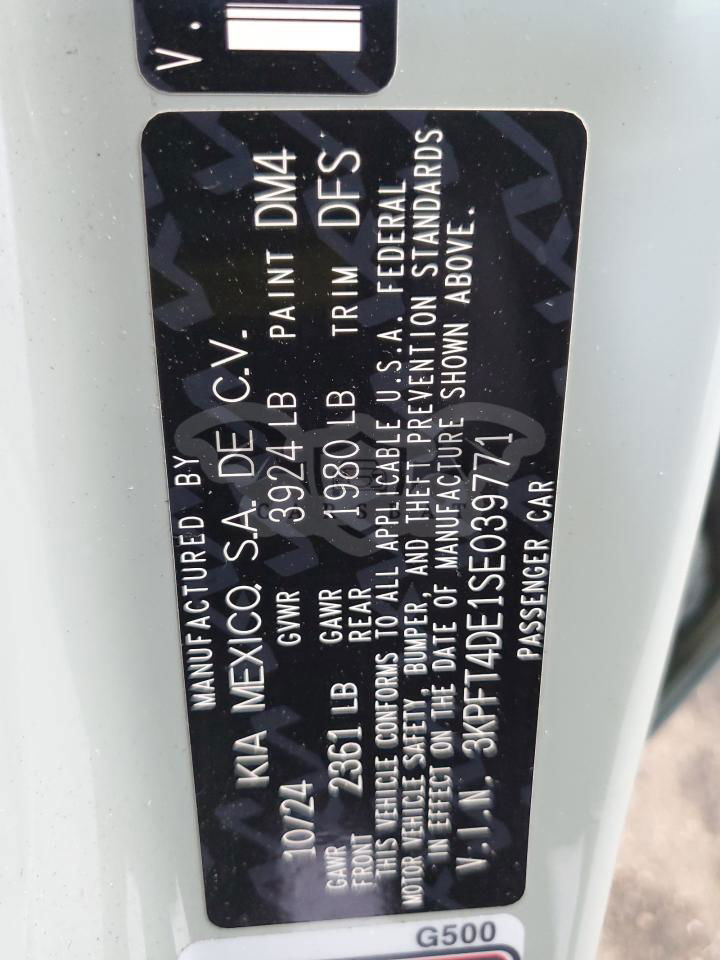 V.
MANUFACTURED BY
KIA MEXICO, S.A. DE C.V.
10/24 GVWR 3924 LB PAINT DM4
GAWR FRONT 2361 LB GAWR REAR 1980 LB TRIM DFS
THIS VEHICLE CONFORMS TO ALL APPLICABLE U.S.A. FEDERAL
MOTOR VEHICLE SAFETY, BUMPER, AND THEFT PREVENTION STANDARDS
IN EFFECT ON THE DATE OF MANUFACTURE SHOWN ABOVE.
V.I.N. 3KPFT4DE1SE039771
PASSENGER CAR
G500